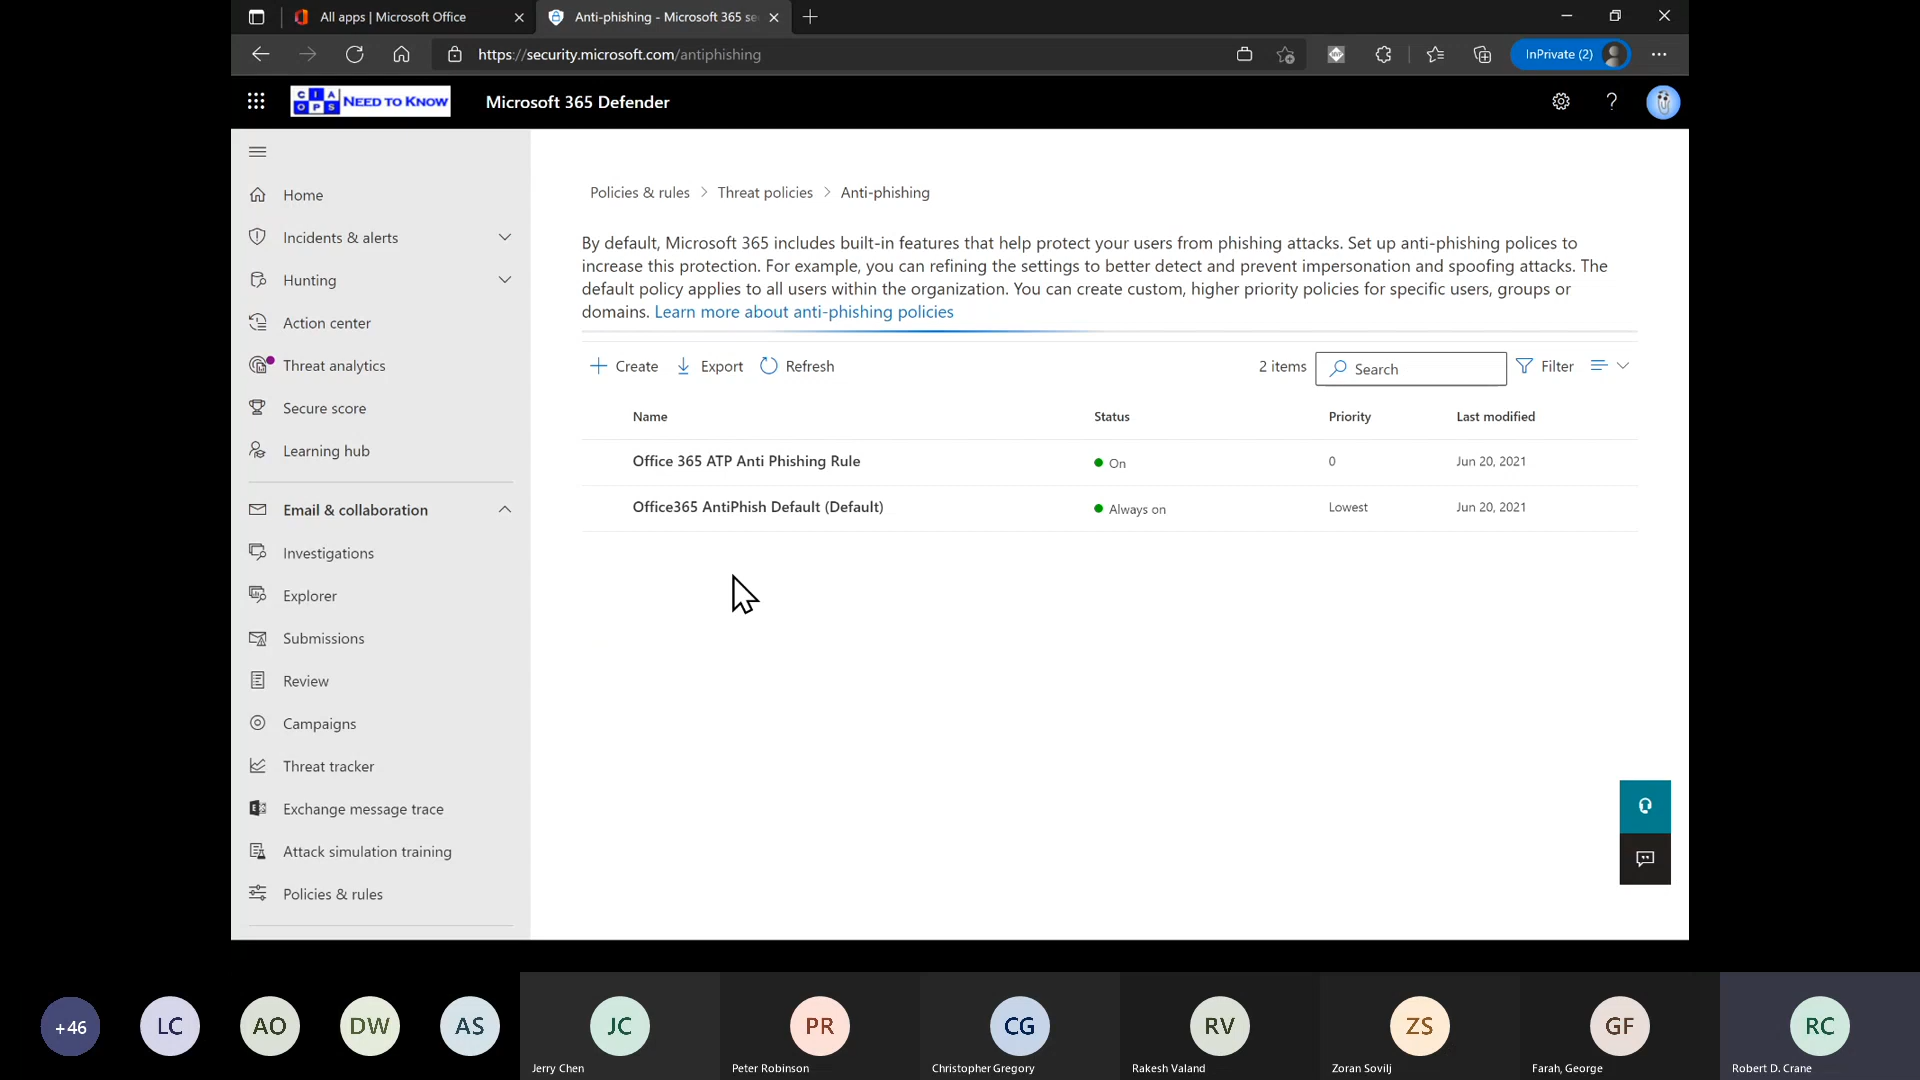 All apps | Microsoft Office
Anti-phishing - Microsoft 365 se
https://security.microsoft.com/antiphishing
InPrivate (2)
CIA
OPS
NEED TO KNOW
Microsoft 365 Defender
Home
Incidents & alerts
Hunting
Action center
Threat analytics
Secure score
Learning hub
Email & collaboration
Investigations
Explorer
Submissions
Review
Campaigns
Threat tracker
Exchange message trace
Attack simulation training
Policies & rules
Policies & rules > Threat policies > Anti-phishing
By default, Microsoft 365 includes built-in features that help protect your users from phishing attacks. Set up anti-phishing polices to
increase this protection. For example, you can refining the settings to better detect and prevent impersonation and spoofing attacks. The
default policy applies to all users within the organization. You can create custom, higher priority policies for specific users, groups or
domains. Learn more about anti-phishing policies
Create Export Refresh 2 items Search Filter
Name Status Priority Last modified
Office 365 ATP Anti Phishing Rule On 0 Jun 20, 2021
Office365 AntiPhish Default (Default) Always on Lowest Jun 20, 2021
+46 LC AO DW AS JC PR CG RV ZS GF RC
Jerry Chen Peter Robinson Christopher Gregory Rakesh Valand Zoran Sovilj Farah, George Robert D. Crane